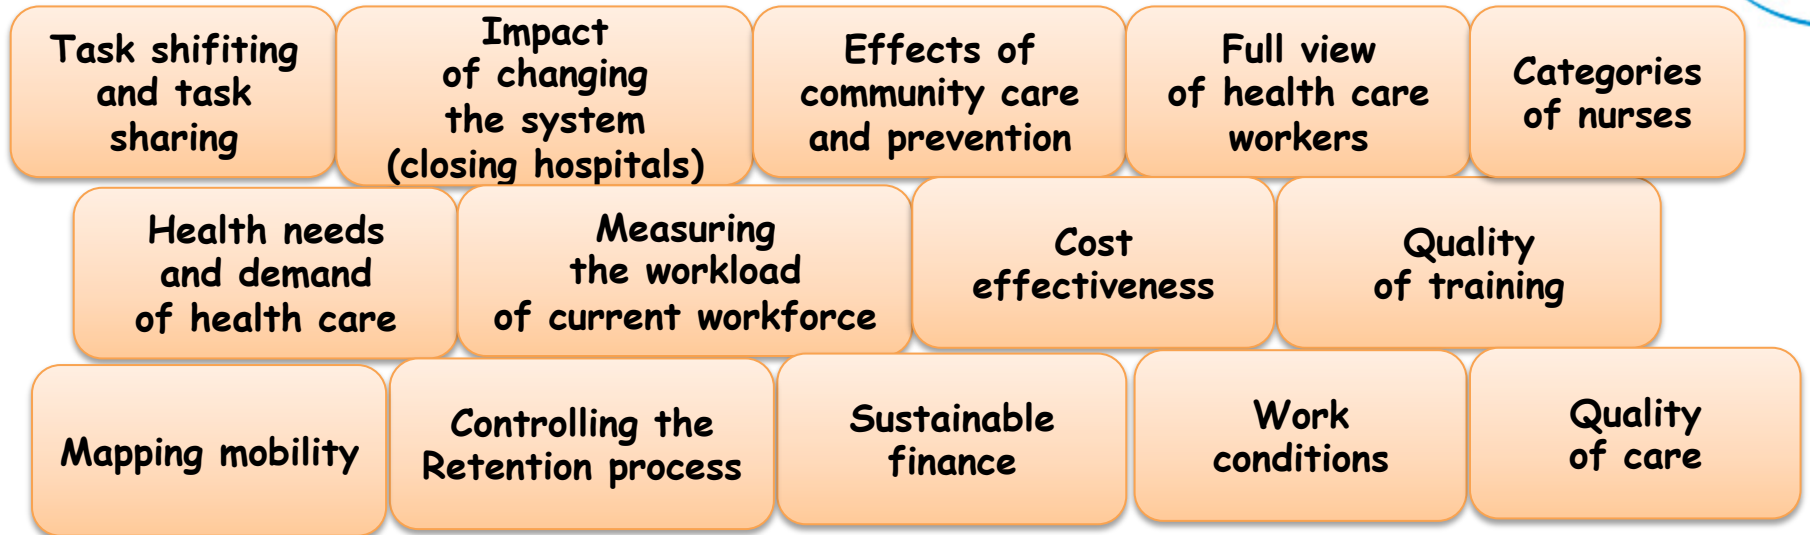 Task shifiting
and task
sharing
Impact
of changing
the system
(closing hospitals)
Effects of
community care
and prevention
Full view
of health care
workers
Categories
of nurses
Health needs
and demand
of health care
Measuring
the workload
of current workforce
Cost
effectiveness
Quality
of training
Mapping mobility
Controlling the
Retention process
Sustainable
finance
Work
conditions
Quality
of care